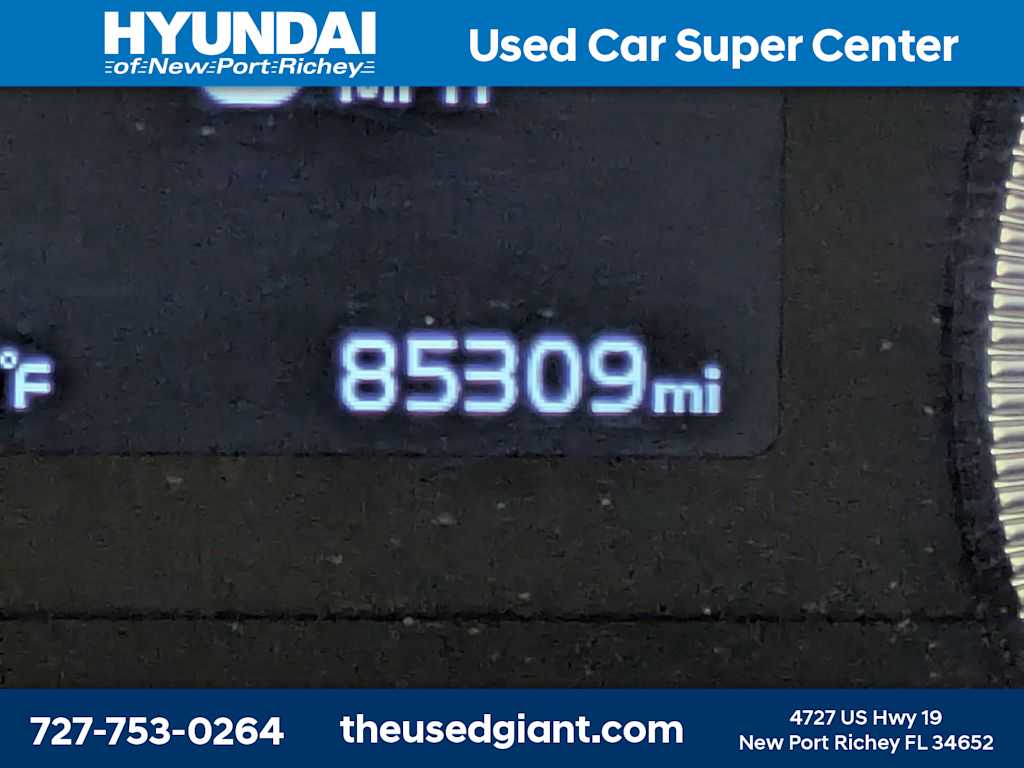 HYUNDAI
of New Port Richey
Used Car Super Center
MPH
°F
85309mi
727-753-0264
theusedgiant.com
4727 US Hwy 19
New Port Richey FL 34652